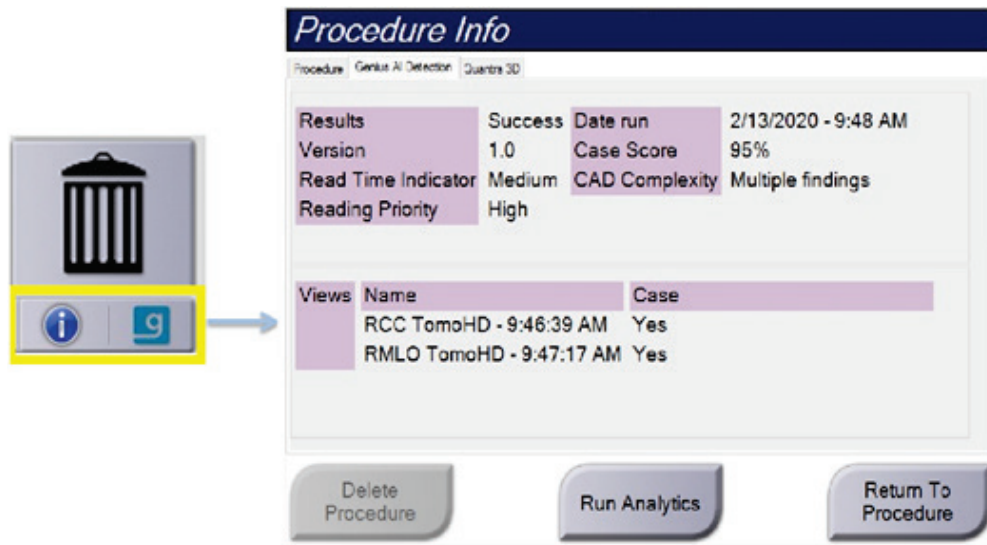 Procedure Info
Procedure Genius AI Detection Quantra 3D
Results Success Date run 2/13/2020 - 9:48 AM
Version 1.0 Case Score 95%
Read Time Indicator Medium CAD Complexity Multiple findings
Reading Priority High
i g
Views Name Case
RCC TomoHD - 9:46:39 AM Yes
RMLO TomoHD - 9:47:17 AM Yes
Delete
Procedure
Run Analytics
Return To
Procedure